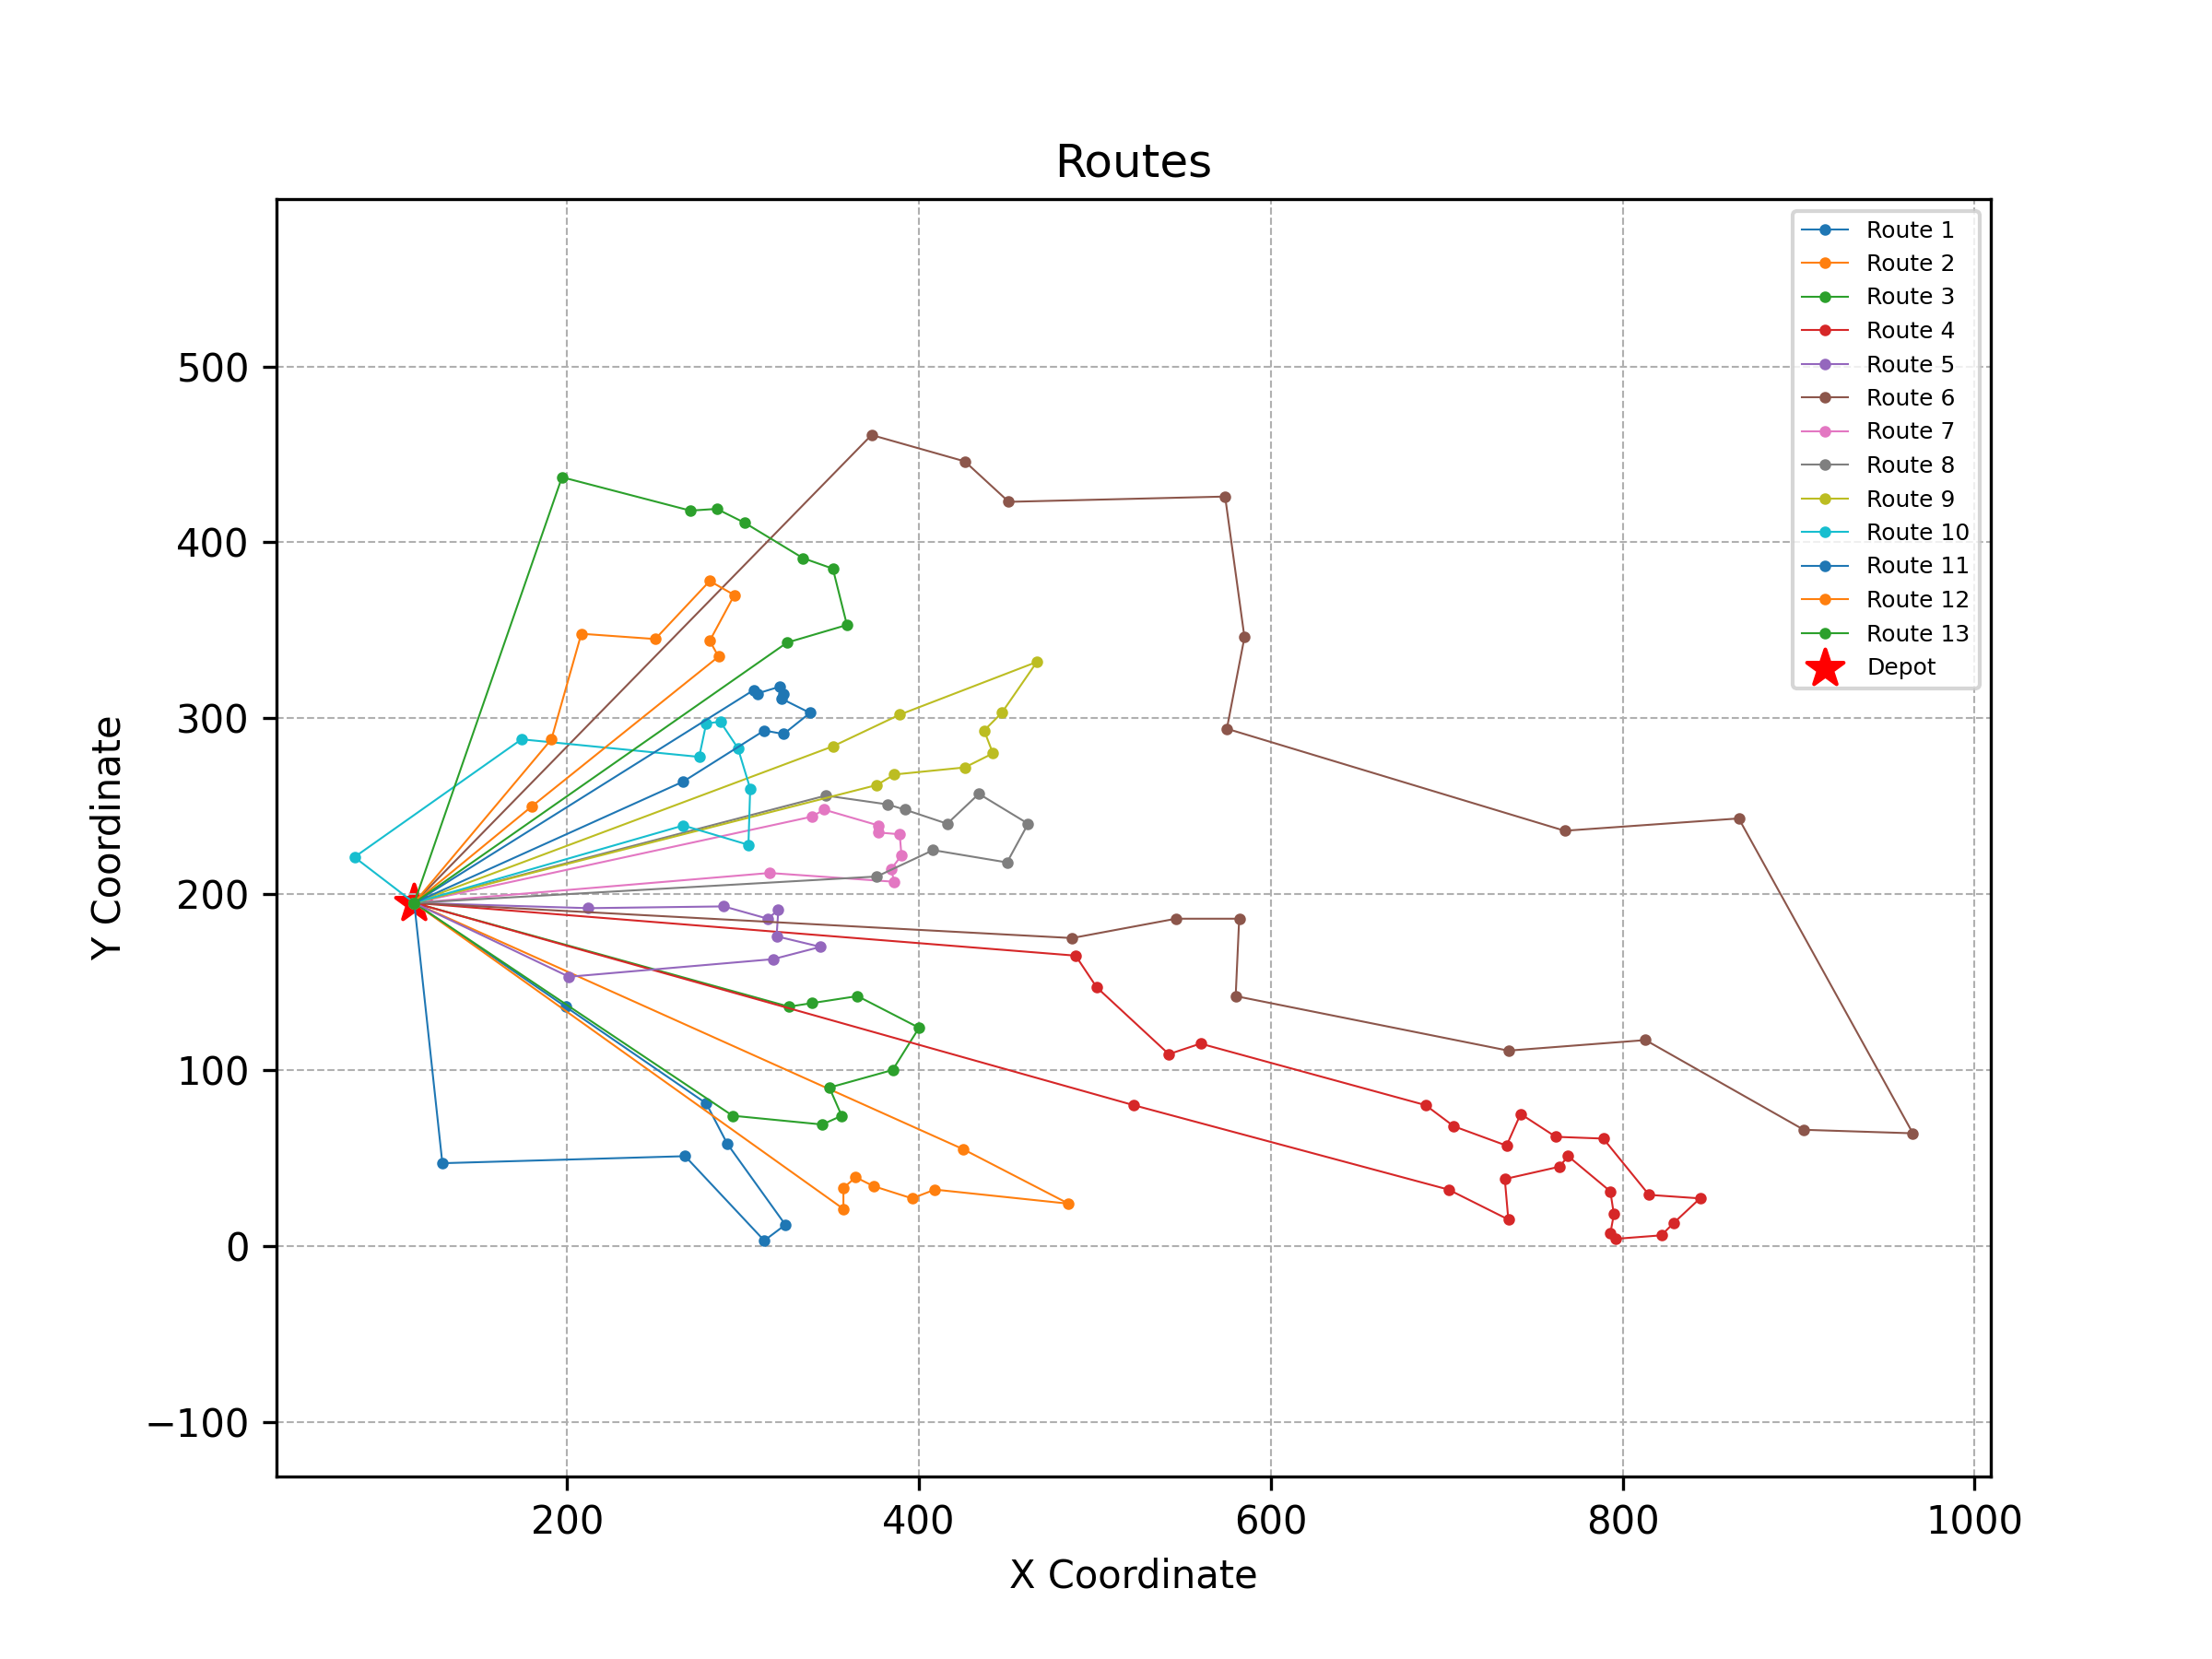 Routes
Route 1
Route 2
Route 3
Route 4
Route 5
Route 6
Route 7
Route 8
Route 9
Route 10
Route 11
Route 12
Route 13
Depot
500
400
300
200
100
0
−100
Y Coordinate
200 400 600 800 1000
X Coordinate